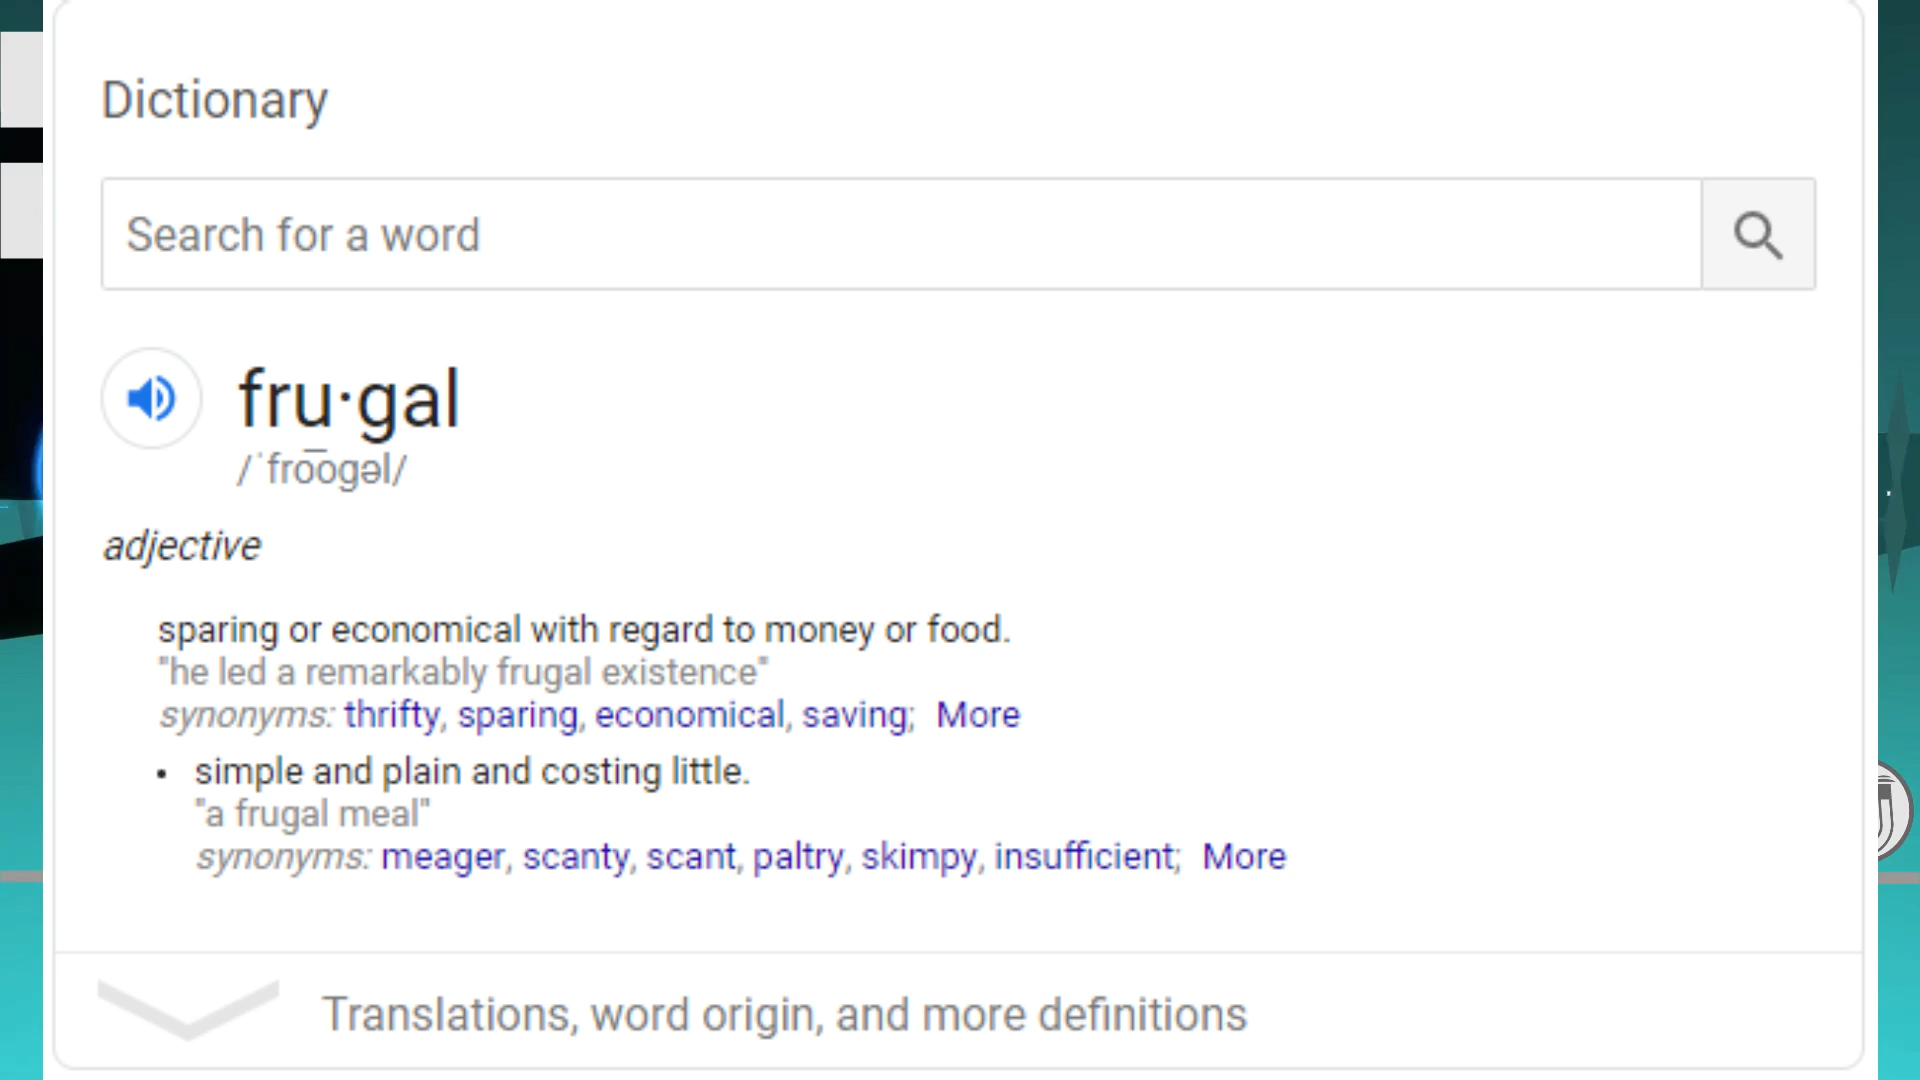 Dictionary
Search for a word
fru·gal
/ˈfro͞ogəl/
adjective
sparing or economical with regard to money or food.
"he led a remarkably frugal existence"
synonyms: thrifty, sparing, economical, saving; More
• simple and plain and costing little.
"a frugal meal"
synonyms: meager, scanty, scant, paltry, skimpy, insufficient; More
Translations, word origin, and more definitions